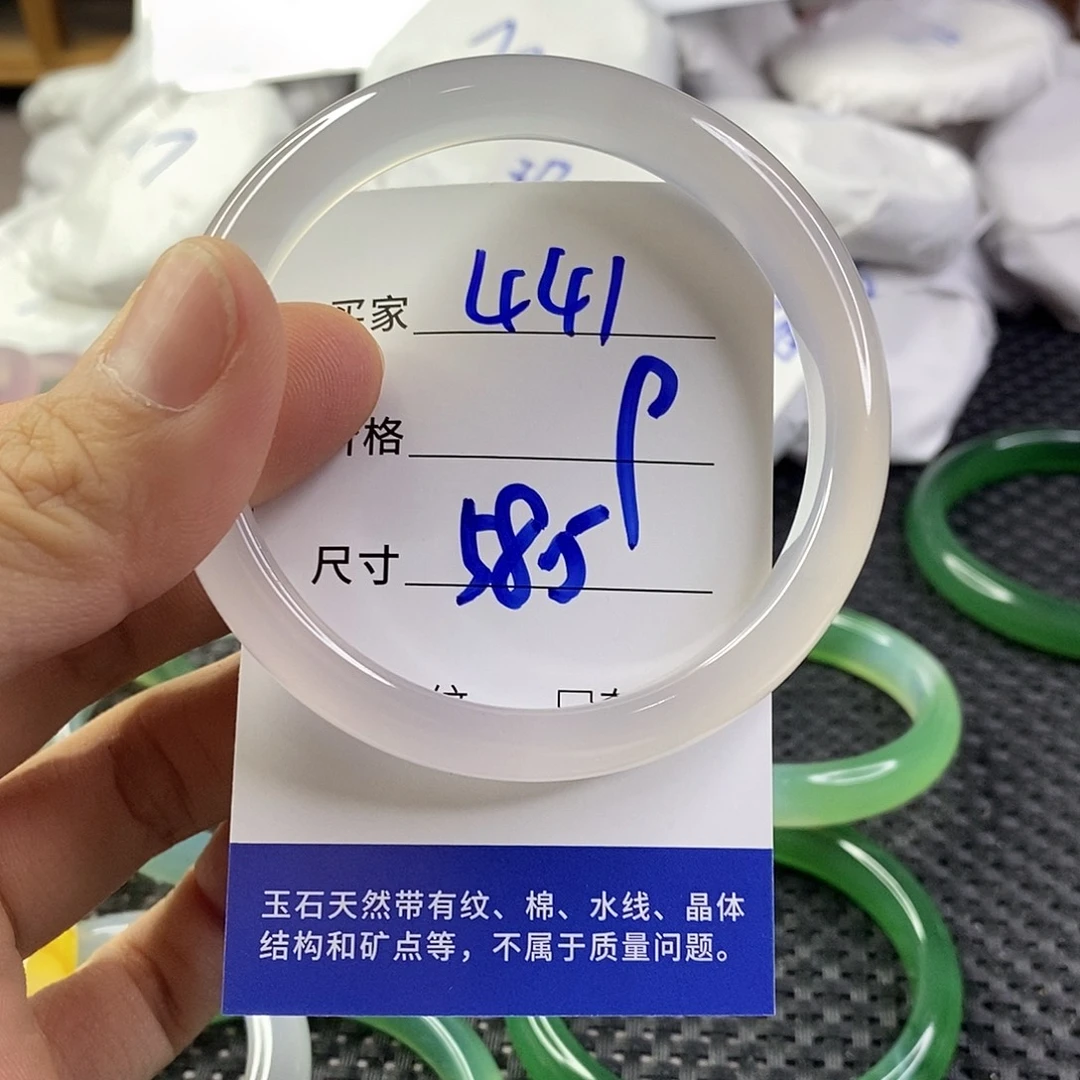 买家 441
格
尺寸 585
玉石天然带有纹、棉、水线、晶体
结构和矿点等，不属于质量问题。